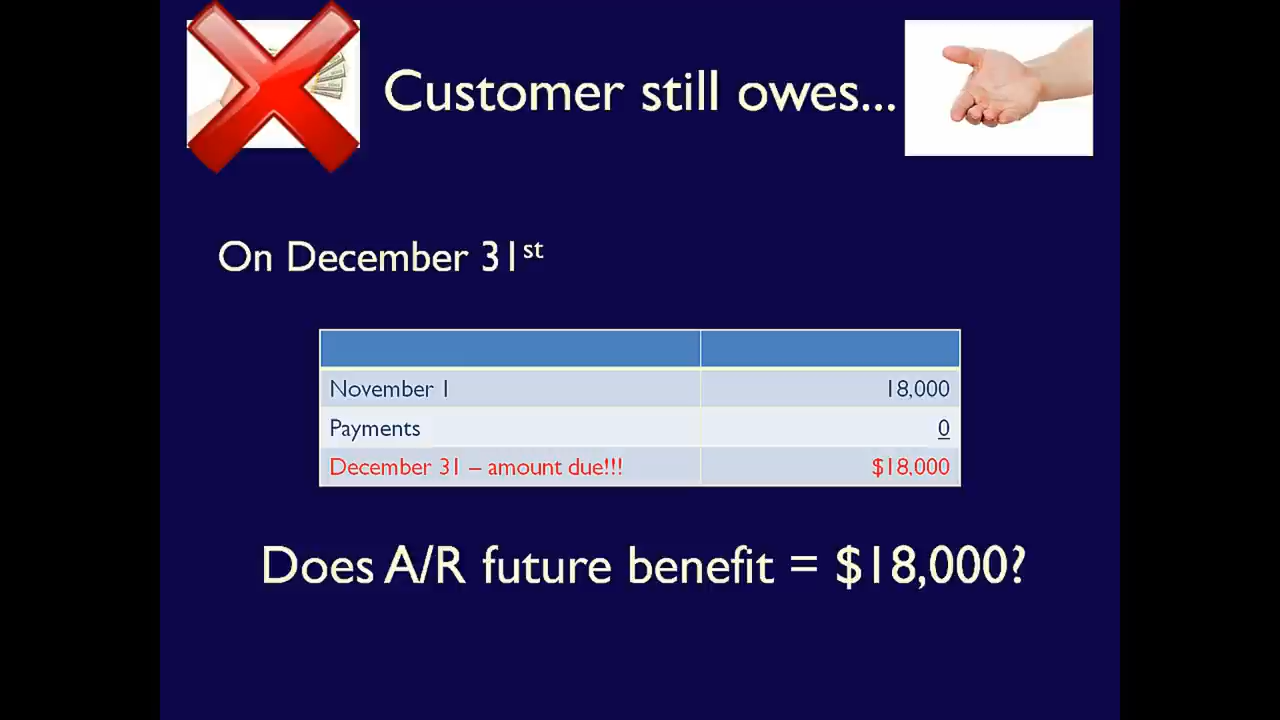 Customer still owes...
On December 31st
November 1 18,000
Payments 0
December 31 – amount due!!! $18,000
Does A/R future benefit = $18,000?